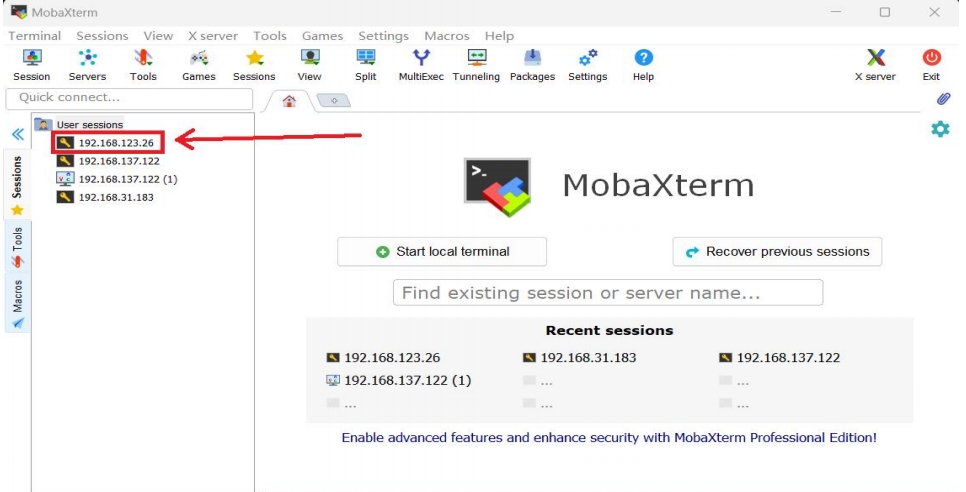 MobaXterm
Terminal Sessions View X server Tools Games Settings Macros Help
Session Servers Tools Games Sessions View Split MultiExec Tunneling Packages Settings Help X server Exit
Quick connect...
User sessions
192.168.123.26
192.168.137.122
192.168.137.122 (1)
192.168.31.183
Sessions
Tools
Macros
>_
MobaXterm
Start local terminal Recover previous sessions
Find existing session or server name...
Recent sessions
192.168.123.26 192.168.31.183 192.168.137.122
192.168.137.122 (1) ... ...
... ... ...
Enable advanced features and enhance security with MobaXterm Professional Edition!